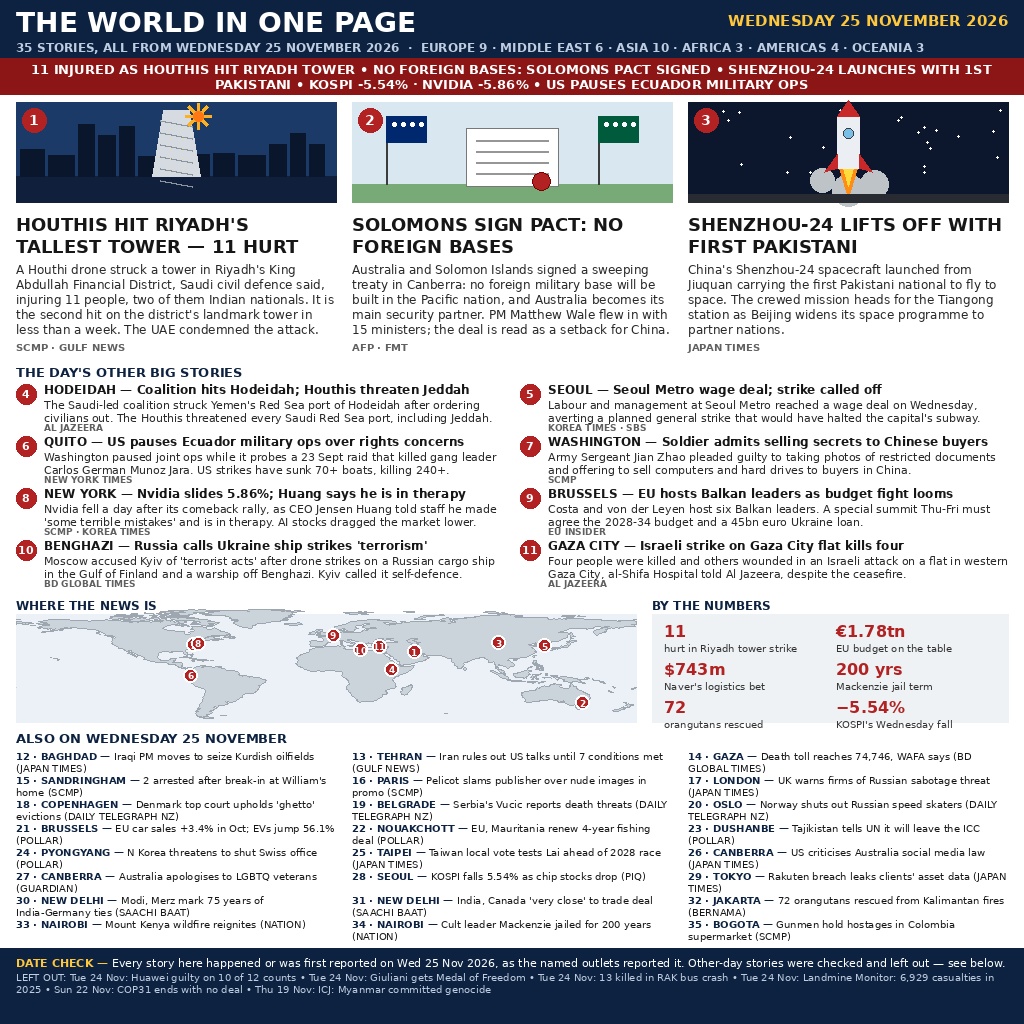 THE WORLD IN ONE PAGE
WEDNESDAY 25 NOVEMBER 2026
35 STORIES, ALL FROM WEDNESDAY 25 NOVEMBER 2026 · EUROPE 9 · MIDDLE EAST 6 · ASIA 10 · AFRICA 3 · AMERICAS 4 · OCEANIA 3
11 INJURED AS HOUTHIS HIT RIYADH TOWER • NO FOREIGN BASES: SOLOMONS PACT SIGNED • SHENZHOU-24 LAUNCHES WITH 1ST
PAKISTANI • KOSPI -5.54% · NVIDIA -5.86% • US PAUSES ECUADOR MILITARY OPS
1
HOUTHIS HIT RIYADH'S
TALLEST TOWER — 11 HURT
A Houthi drone struck a tower in Riyadh's King
Abdullah Financial District, Saudi civil defence said,
injuring 11 people, two of them Indian nationals. It is
the second hit on the district's landmark tower in
less than a week. The UAE condemned the attack.
SCMP · GULF NEWS
2
SOLOMONS SIGN PACT: NO
FOREIGN BASES
Australia and Solomon Islands signed a sweeping
treaty in Canberra: no foreign military base will be
built in the Pacific nation, and Australia becomes its
main security partner. PM Matthew Wale flew in with
15 ministers; the deal is read as a setback for China.
AFP · FMT
3
SHENZHOU-24 LIFTS OFF WITH
FIRST PAKISTANI
China's Shenzhou-24 spacecraft launched from
Jiuquan carrying the first Pakistani national to fly to
space. The crewed mission heads for the Tiangong
station as Beijing widens its space programme to
partner nations.
JAPAN TIMES
THE DAY'S OTHER BIG STORIES
4
HODEIDAH — Coalition hits Hodeidah; Houthis threaten Jeddah
The Saudi-led coalition struck Yemen's Red Sea port of Hodeidah after ordering
civilians out. The Houthis threatened every Saudi Red Sea port, including Jeddah.
AL JAZEERA
5
SEOUL — Seoul Metro wage deal; strike called off
Labour and management at Seoul Metro reached a wage deal on Wednesday,
averting a planned general strike that would have halted the capital's subway.
KOREA TIMES · SBS
6
QUITO — US pauses Ecuador military ops over rights concerns
Washington paused joint ops while it probes a 23 Sept raid that killed gang leader
Carlos German Munoz Jara. US strikes have sunk 70+ boats, killing 240+.
NEW YORK TIMES
7
WASHINGTON — Soldier admits selling secrets to Chinese buyers
Army Sergeant Jian Zhao pleaded guilty to taking photos of restricted documents
and offering to sell computers and hard drives to buyers in China.
SCMP
8
NEW YORK — Nvidia slides 5.86%; Huang says he is in therapy
Nvidia fell a day after its comeback rally, as CEO Jensen Huang told staff he made
'some terrible mistakes' and is in therapy. AI stocks dragged the market lower.
SCMP · KOREA TIMES
9
BRUSSELS — EU hosts Balkan leaders as budget fight looms
Costa and von der Leyen host six Balkan leaders. A special summit Thu-Fri must
agree the 2028-34 budget and a 45bn euro Ukraine loan.
EU INSIDER
10
BENGHAZI — Russia calls Ukraine ship strikes 'terrorism'
Moscow accused Kyiv of 'terrorist acts' after drone strikes on a Russian cargo ship
in the Gulf of Finland and a warship off Benghazi. Kyiv called it self-defence.
BD GLOBAL TIMES
11
GAZA CITY — Israeli strike on Gaza City flat kills four
Four people were killed and others wounded in an Israeli attack on a flat in western
Gaza City, al-Shifa Hospital told Al Jazeera, despite the ceasefire.
AL JAZEERA
WHERE THE NEWS IS
8
9
10
11
1
3
5
4
6
2
BY THE NUMBERS
11
hurt in Riyadh tower strike
€1.78tn
EU budget on the table
$743m
Naver's logistics bet
200 yrs
Mackenzie jail term
72
orangutans rescued
−5.54%
KOSPI's Wednesday fall
ALSO ON WEDNESDAY 25 NOVEMBER
12 · BAGHDAD — Iraqi PM moves to seize Kurdish oilfields
(JAPAN TIMES)
13 · TEHRAN — Iran rules out US talks until 7 conditions met
(GULF NEWS)
14 · GAZA — Death toll reaches 74,746, WAFA says (BD
GLOBAL TIMES)
15 · SANDRINGHAM — 2 arrested after break-in at William's
home (SCMP)
16 · PARIS — Pelicot slams publisher over nude images in
promo (SCMP)
17 · LONDON — UK warns firms of Russian sabotage threat
(JAPAN TIMES)
18 · COPENHAGEN — Denmark top court upholds 'ghetto'
evictions (DAILY TELEGRAPH NZ)
19 · BELGRADE — Serbia's Vucic reports death threats (DAILY
TELEGRAPH NZ)
20 · OSLO — Norway shuts out Russian speed skaters (DAILY
TELEGRAPH NZ)
21 · BRUSSELS — EU car sales +3.4% in Oct; EVs jump 56.1%
(POLLAR)
22 · NOUAKCHOTT — EU, Mauritania renew 4-year fishing
deal (POLLAR)
23 · DUSHANBE — Tajikistan tells UN it will leave the ICC
(POLLAR)
24 · PYONGYANG — N Korea threatens to shut Swiss office
(POLLAR)
25 · TAIPEI — Taiwan local vote tests Lai ahead of 2028 race
(JAPAN TIMES)
26 · CANBERRA — US criticises Australia social media law
(JAPAN TIMES)
27 · CANBERRA — Australia apologises to LGBTQ veterans
(GUARDIAN)
28 · SEOUL — KOSPI falls 5.54% as chip stocks drop (PIQ)
29 · TOKYO — Rakuten breach leaks clients' asset data (JAPAN
TIMES)
30 · NEW DELHI — Modi, Merz mark 75 years of
India-Germany ties (SAACHI BAAT)
31 · NEW DELHI — India, Canada 'very close' to trade deal
(SAACHI BAAT)
32 · JAKARTA — 72 orangutans rescued from Kalimantan fires
(BERNAMA)
33 · NAIROBI — Mount Kenya wildfire reignites (NATION)
34 · NAIROBI — Cult leader Mackenzie jailed for 200 years
(NATION)
35 · BOGOTA — Gunmen hold hostages in Colombia
supermarket (SCMP)
DATE CHECK — Every story here happened or was first reported on Wed 25 Nov 2026, as the named outlets reported it. Other-day stories were checked and left out — see below.
LEFT OUT: Tue 24 Nov: Huawei guilty on 10 of 12 counts • Tue 24 Nov: Giuliani gets Medal of Freedom • Tue 24 Nov: 13 killed in RAK bus crash • Tue 24 Nov: Landmine Monitor: 6,929 casualties in
2025 • Sun 22 Nov: COP31 ends with no deal • Thu 19 Nov: ICJ: Myanmar committed genocide